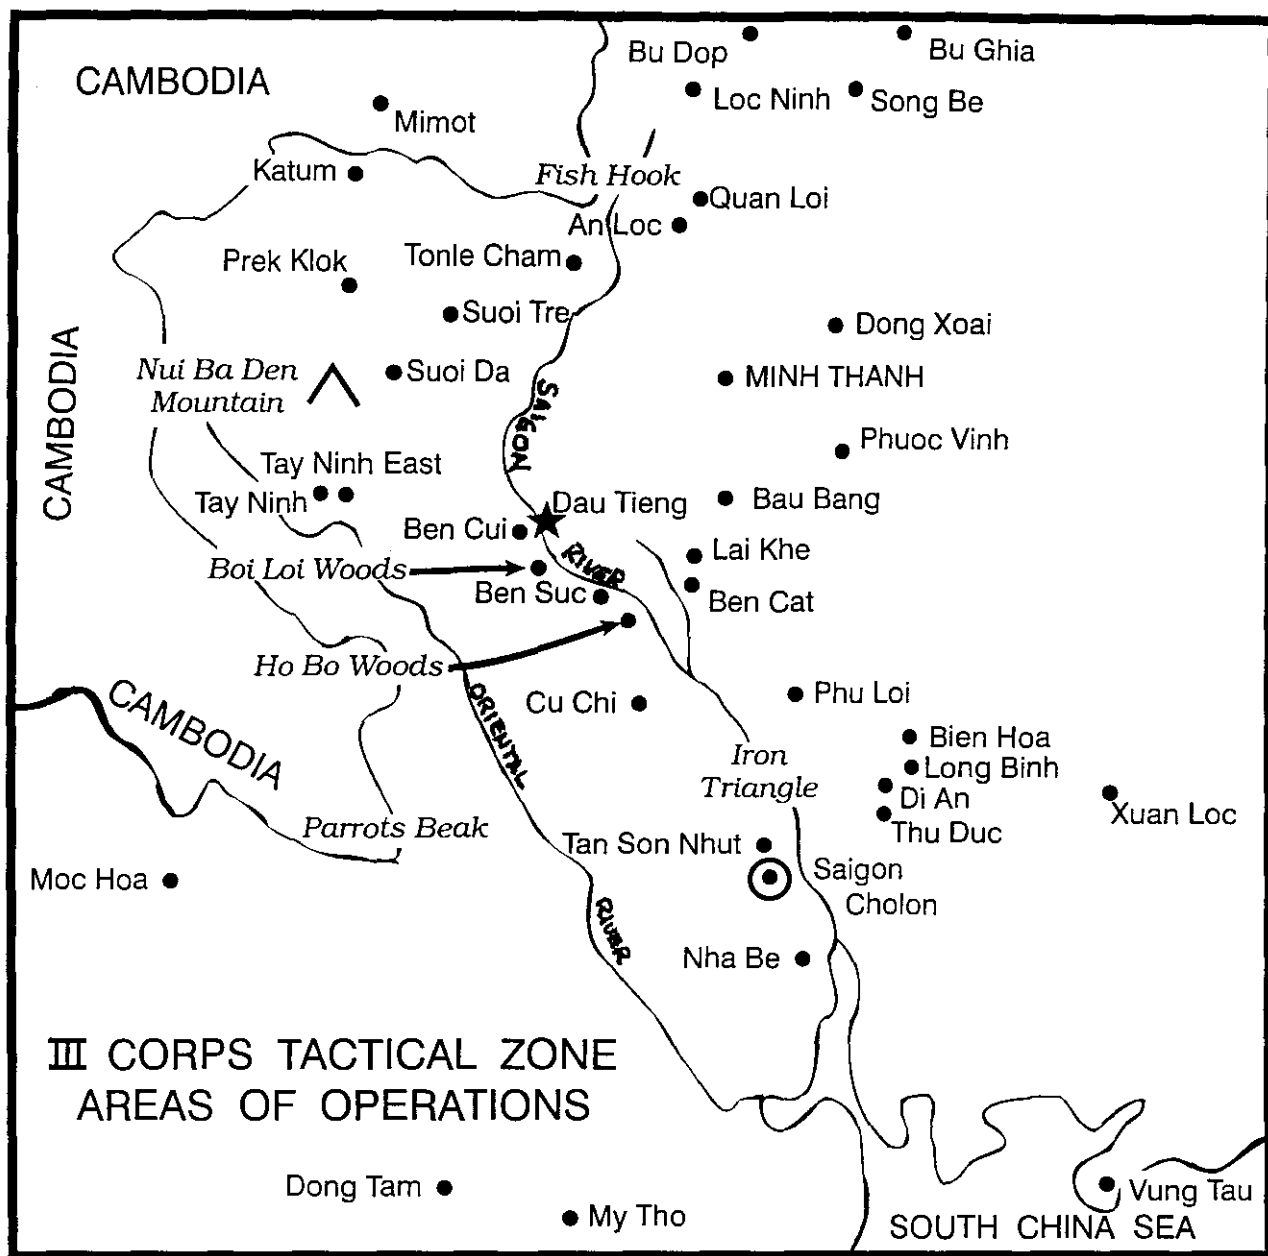 Bu Dop
Bu Ghia
CAMBODIA
Mimot
Loc Ninh
Song Be
Katum
Fish Hook
Quan Loi
An Loc
Prek Klok
Tonle Cham
Suoi Tre
Dong Xoai
CAMBODIA
Nui Ba Den
Mountain
Suoi Da
MINH THANH
SAIGON
Phuoc Vinh
Tay Ninh East
Tay Ninh
Dau Tieng
Bau Bang
Ben Cui
RIVER
Lai Khe
Boi Loi Woods
Ben Suc
Ben Cat
Ho Bo Woods
CAMBODIA
ORIENTAL
Cu Chi
Phu Loi
Iron
Triangle
Bien Hoa
Long Binh
Di An
Thu Duc
Xuan Loc
Parrots Beak
Tan Son Nhut
Moc Hoa
Saigon
Cholon
RIVER
Nha Be
III CORPS TACTICAL ZONE
AREAS OF OPERATIONS
Dong Tam
My Tho
Vung Tau
SOUTH CHINA SEA